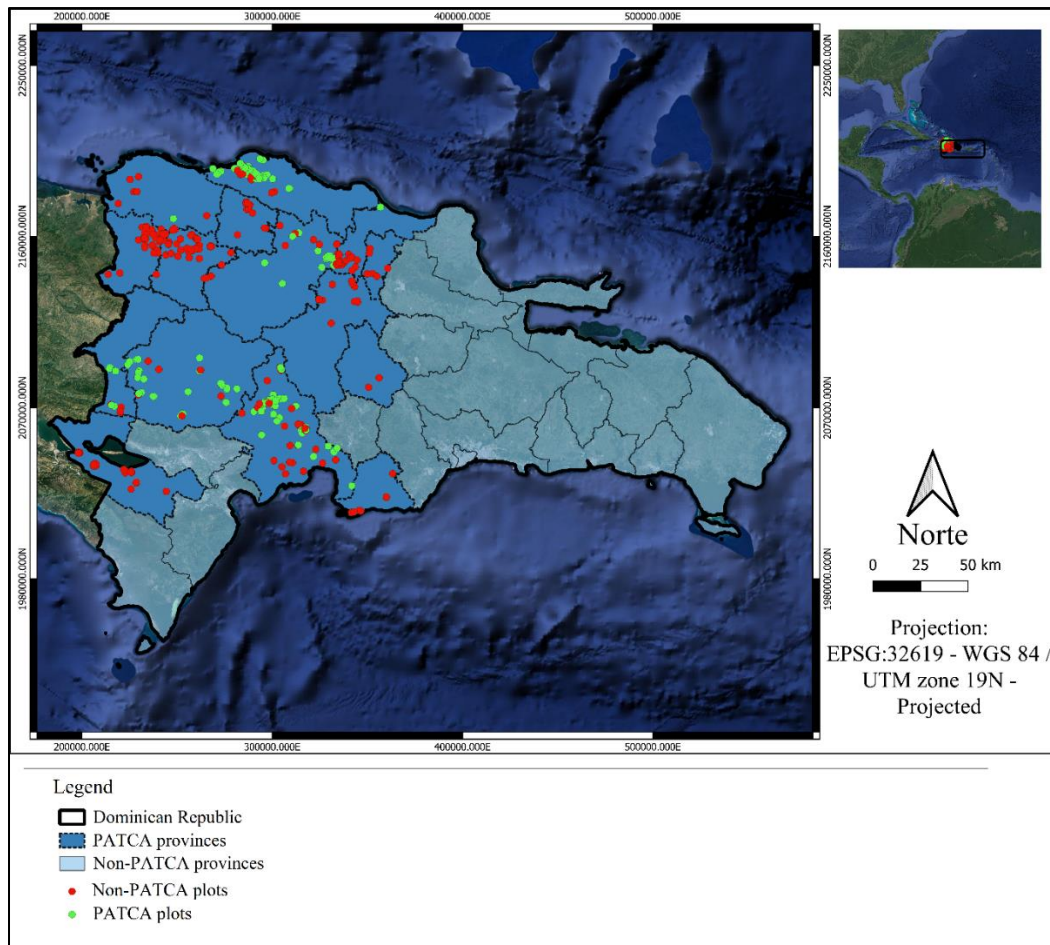 200000.000E 300000.000E 400000.000E 500000.000E
2250000.000N 2250000.000N
2160000.000N 2160000.000N
2070000.000N 2070000.000N
1980000.000N 1980000.000N
200000.000E 300000.000E 400000.000E 500000.000E
Norte
0 25 50 km
Projection:
EPSG:32619 - WGS 84 /
UTM zone 19N -
Projected
Legend
Dominican Republic
PATCA provinces
Non-PATCA provinces
Non-PATCA plots
PATCA plots